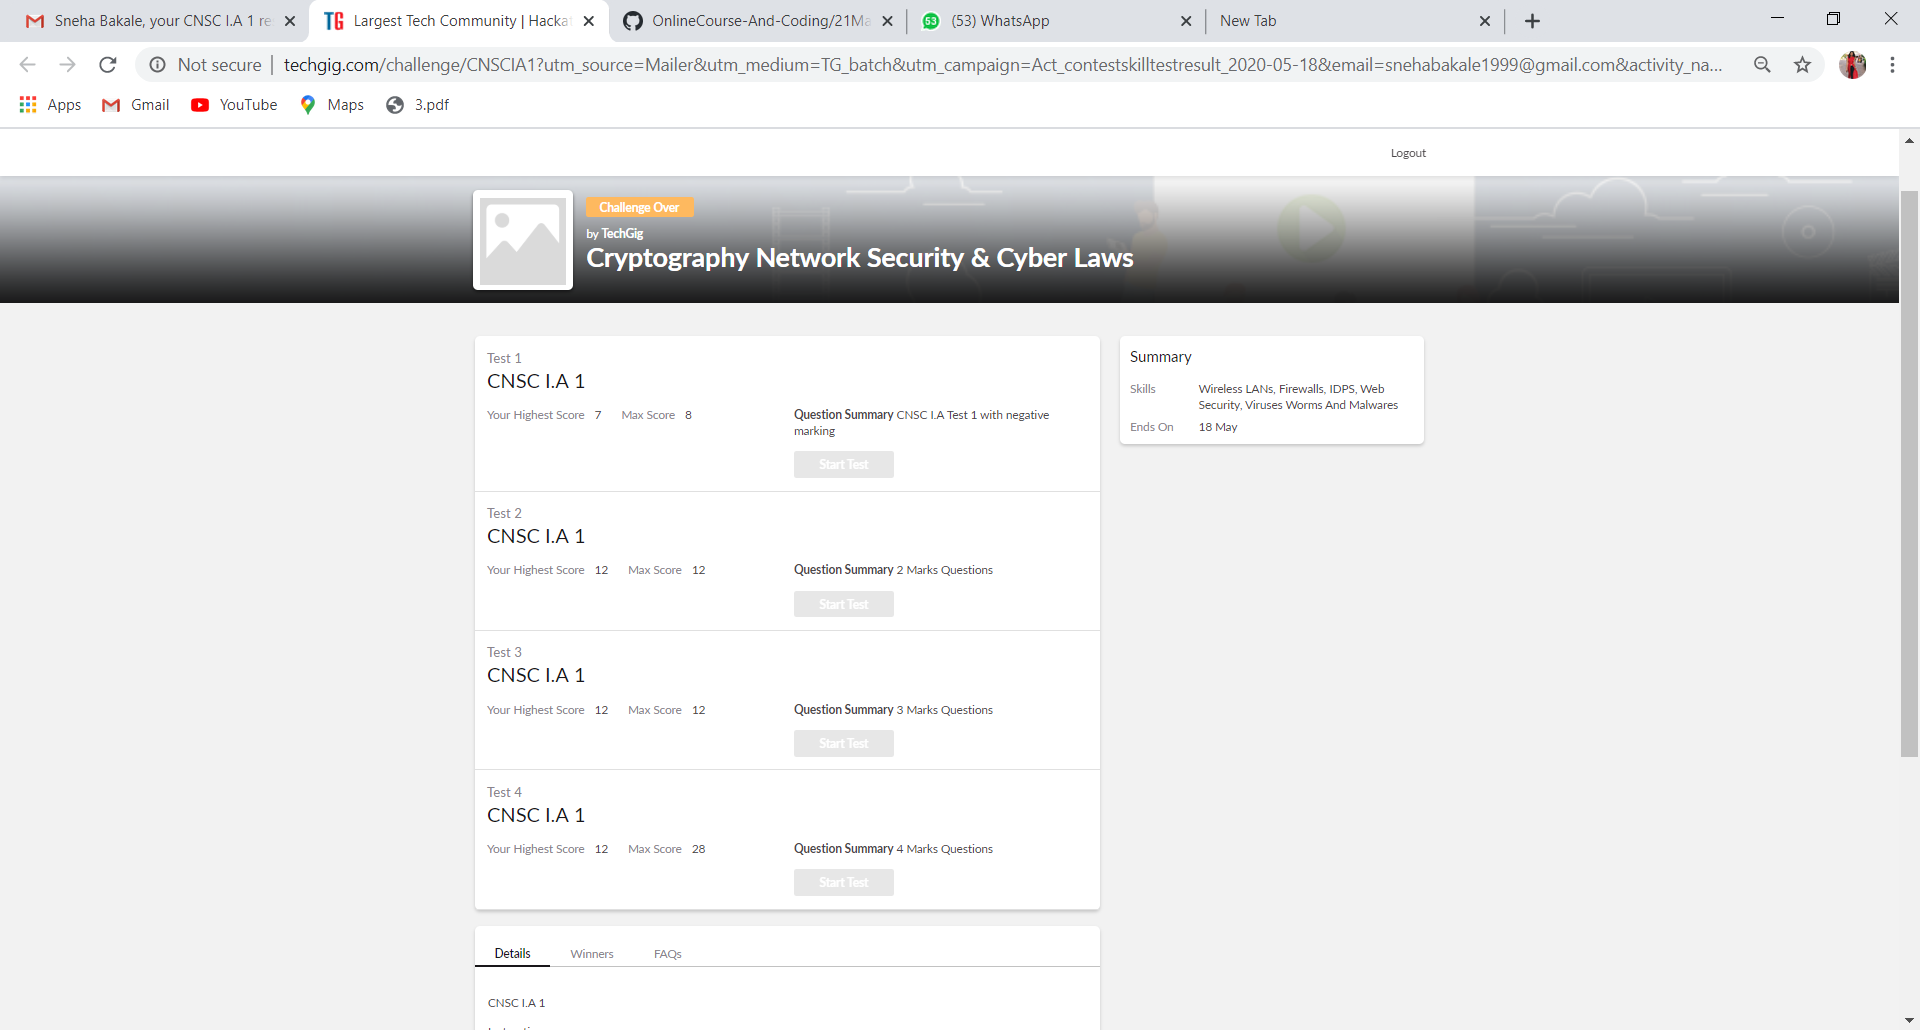 Sneha Bakale, your CNSC I.A 1 re
Largest Tech Community | Hacka
OnlineCourse-And-Coding/21Ma
53
(53) WhatsApp
New Tab
Not secure
techgig.com/challenge/CNSCIA1?utm_source=Mailer&utm_medium=TG_batch&utm_campaign=Act_contestskilltestresult_2020-05-18&email=snehabakale1999@gmail.com&activity_na...
Apps
Gmail
YouTube
Maps
3.pdf
Logout
Challenge Over
by TechGig
Cryptography Network Security & Cyber Laws
Test 1
CNSC I.A 1
Your Highest Score 7 Max Score 8
Question Summary CNSC I.A Test 1 with negative
marking
Start Test
Test 2
CNSC I.A 1
Your Highest Score 12 Max Score 12
Question Summary 2 Marks Questions
Start Test
Test 3
CNSC I.A 1
Your Highest Score 12 Max Score 12
Question Summary 3 Marks Questions
Start Test
Test 4
CNSC I.A 1
Your Highest Score 12 Max Score 28
Question Summary 4 Marks Questions
Start Test
Summary
Skills Wireless LANs, Firewalls, IDPS, Web
Security, Viruses Worms And Malwares
Ends On 18 May
Details Winners FAQs
CNSC I.A 1